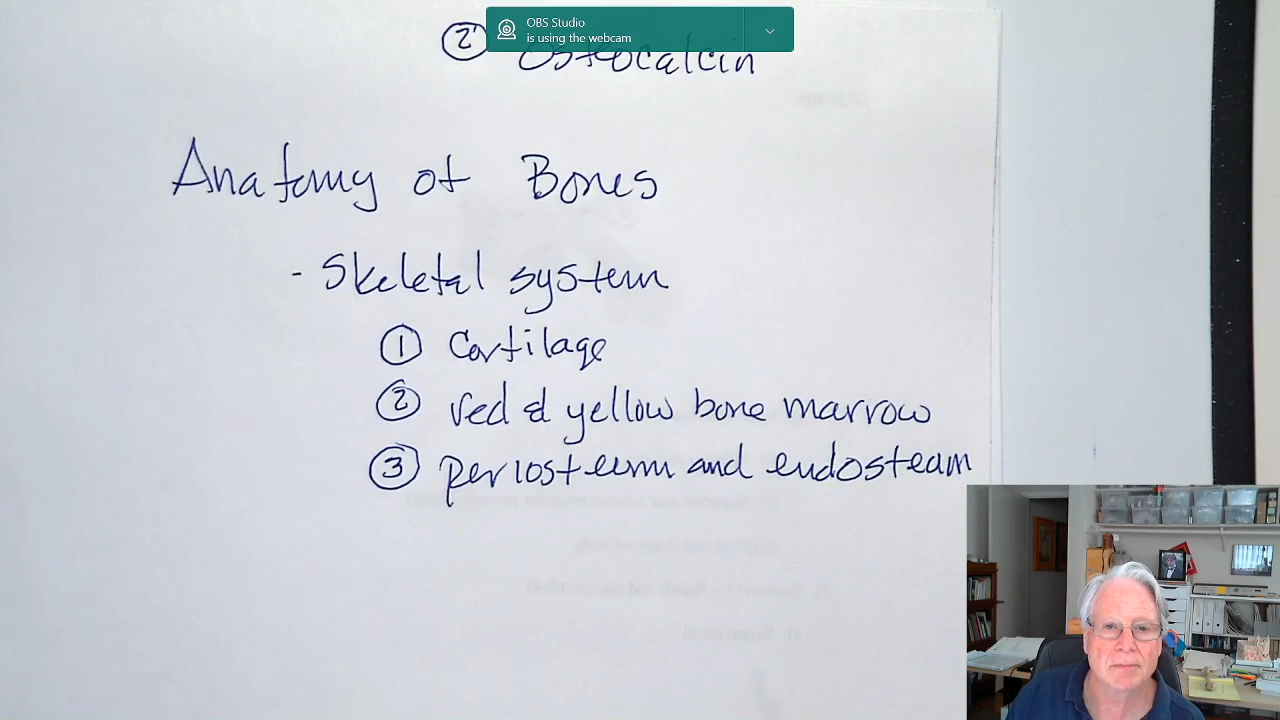 OBS Studio
is using the webcam
② Osteocalcin
Anatomy of Bones
- Skeletal system
① Cartilage
② red & yellow bone marrow
③ periosteum and endosteum